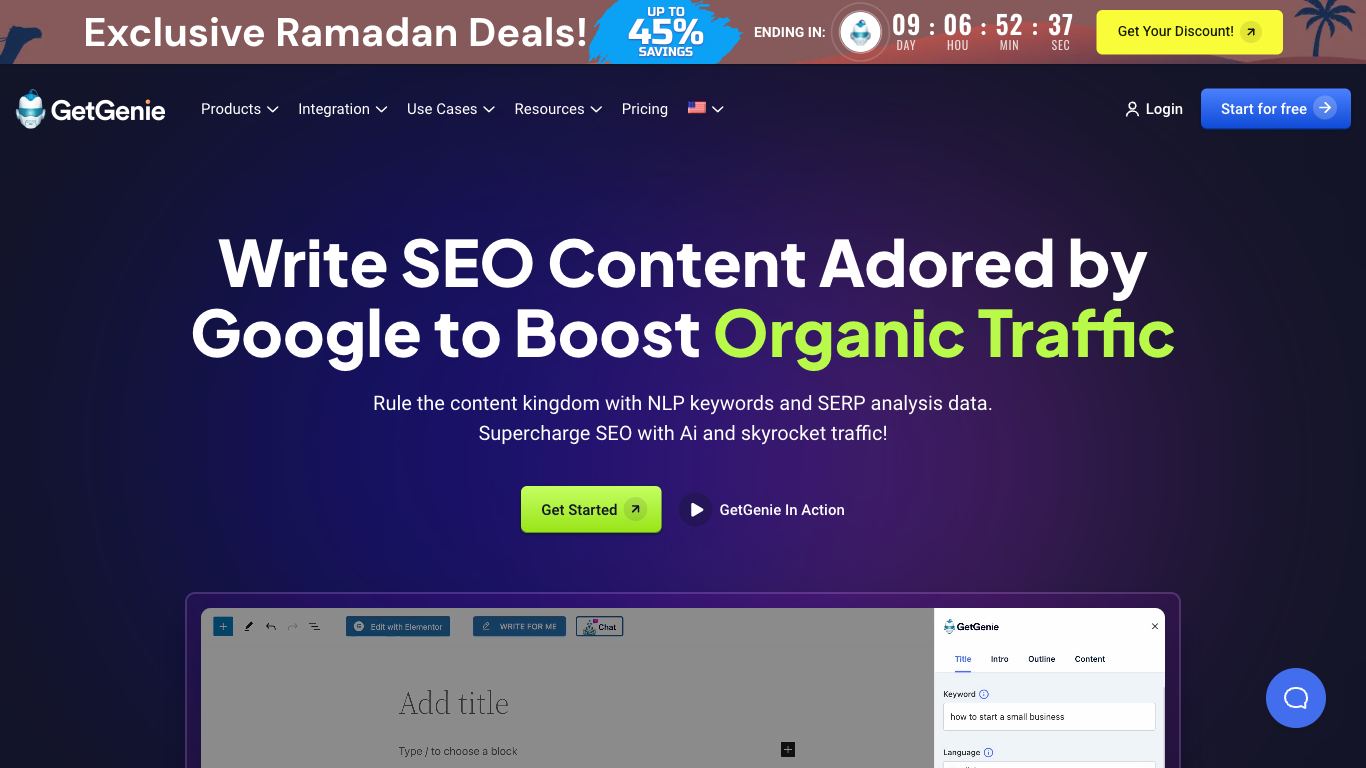 Exclusive Ramadan Deals!
UP TO
45%
SAVINGS
ENDING IN:
09 : 06 : 52 : 37
DAY HOU MIN SEC
Get Your Discount!
GetGenie
Products
Integration
Use Cases
Resources
Pricing
Login
Start for free
Write SEO Content Adored by
Google to Boost Organic Traffic
Rule the content kingdom with NLP keywords and SERP analysis data.
Supercharge SEO with Ai and skyrocket traffic!
Get Started
GetGenie In Action
Edit with Elementor
WRITE FOR ME
Chat
GetGenie
Title Intro Outline Content
Add title
Keyword
how to start a small business
Type / to choose a block
Language